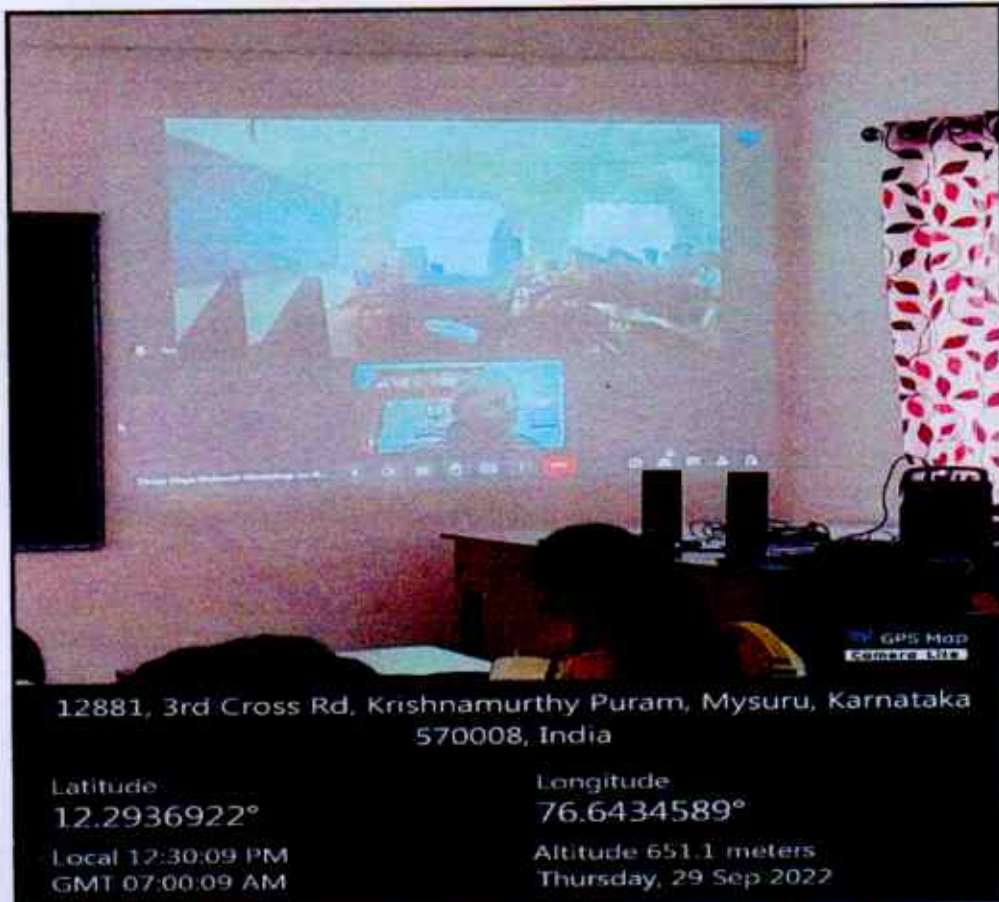 GPS Map
Camera Lite
12881, 3rd Cross Rd, Krishnamurthy Puram, Mysuru, Karnataka
570008, India
Latitude
12.2936922°
Longitude
76.6434589°
Local 12:30:09 PM
GMT 07:00:09 AM
Altitude 651.1 meters
Thursday, 29 Sep 2022